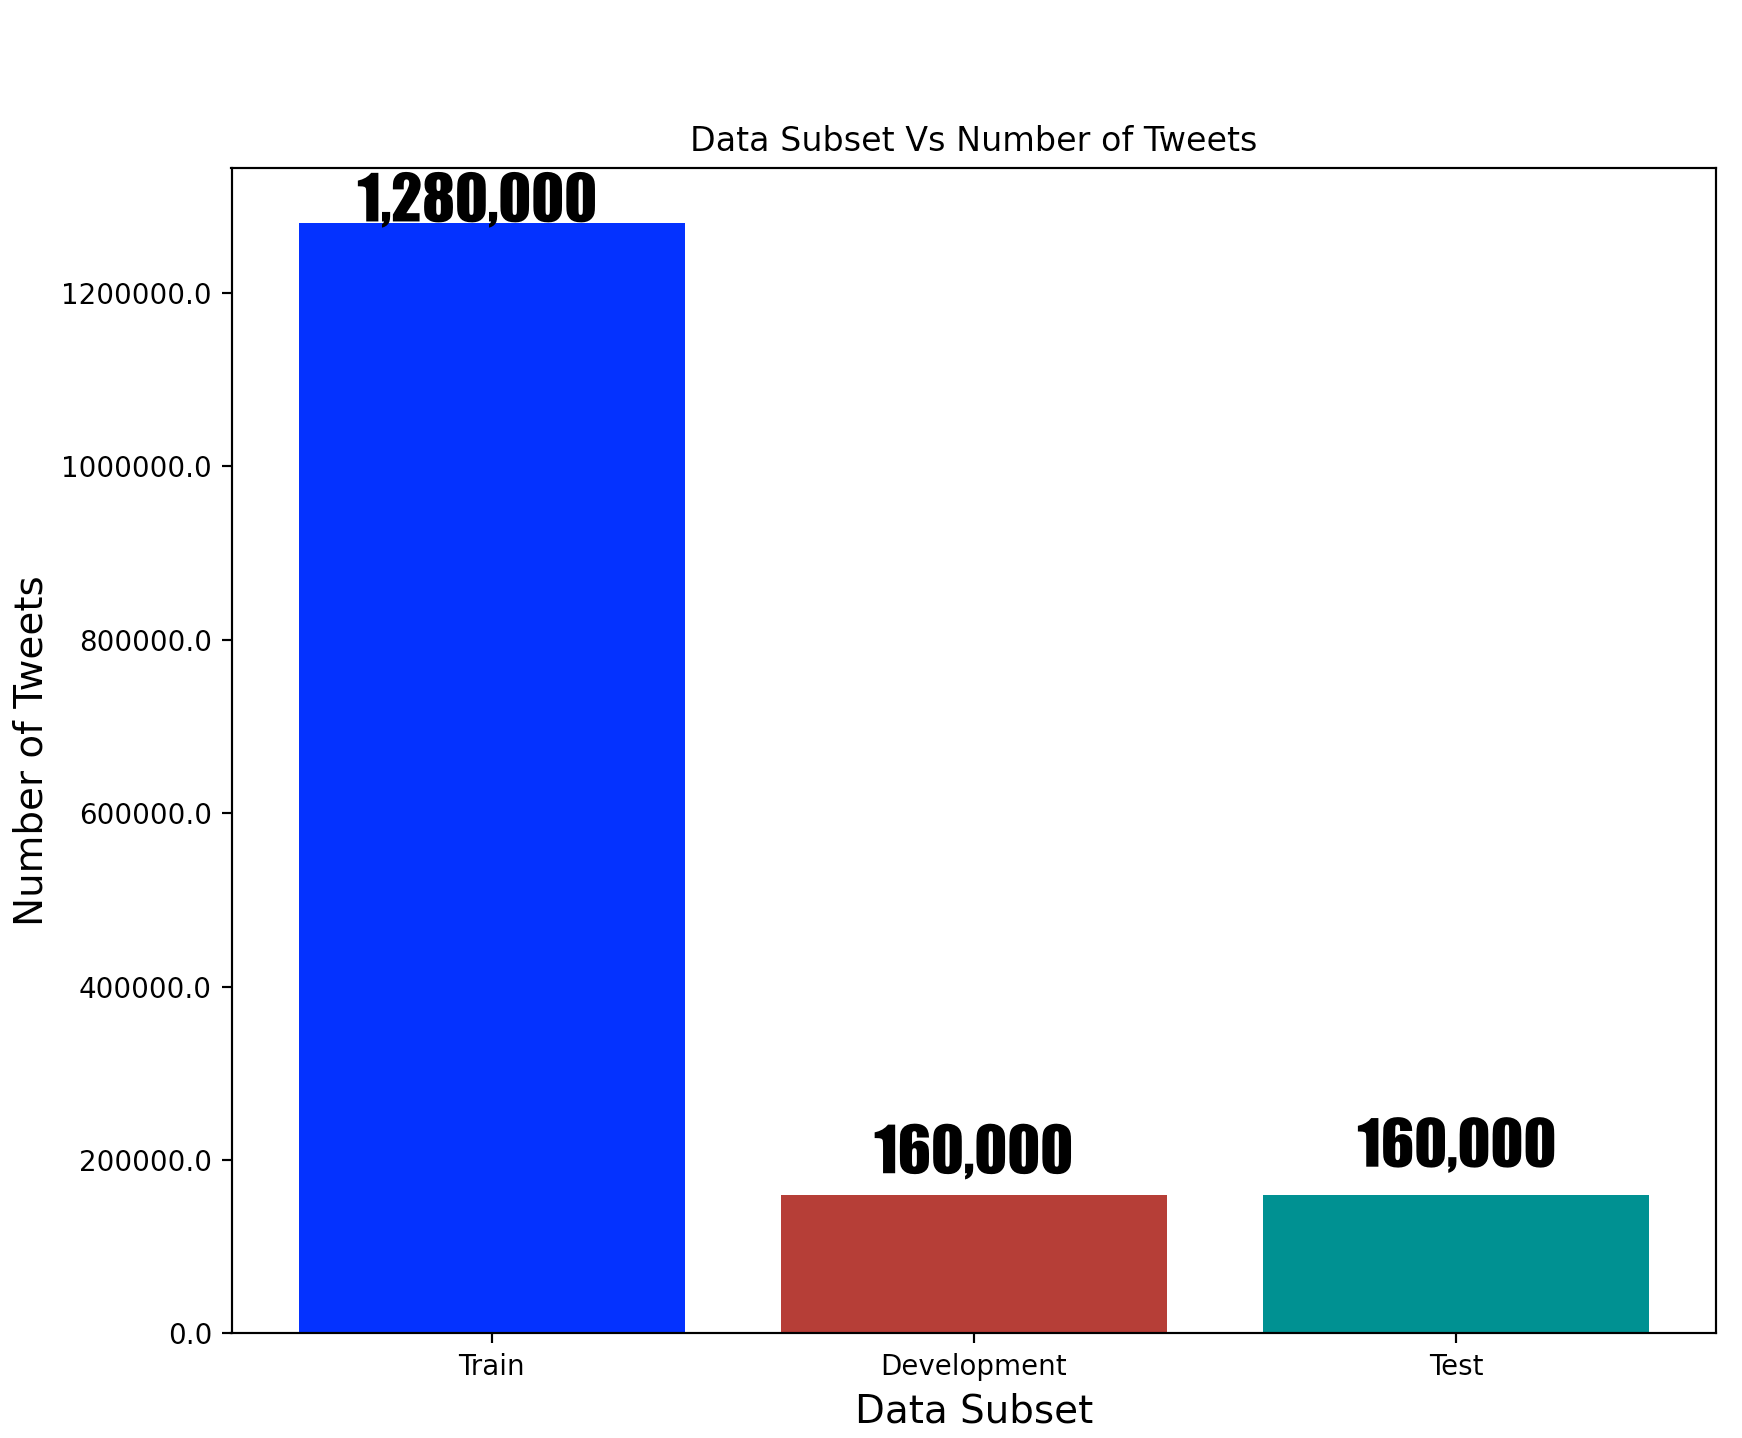 Data Subset Vs Number of Tweets
1,280,000
1200000.0
1000000.0
800000.0
600000.0
400000.0
200000.0
0.0
Number of Tweets
160,000
160,000
Train
Development
Test
Data Subset